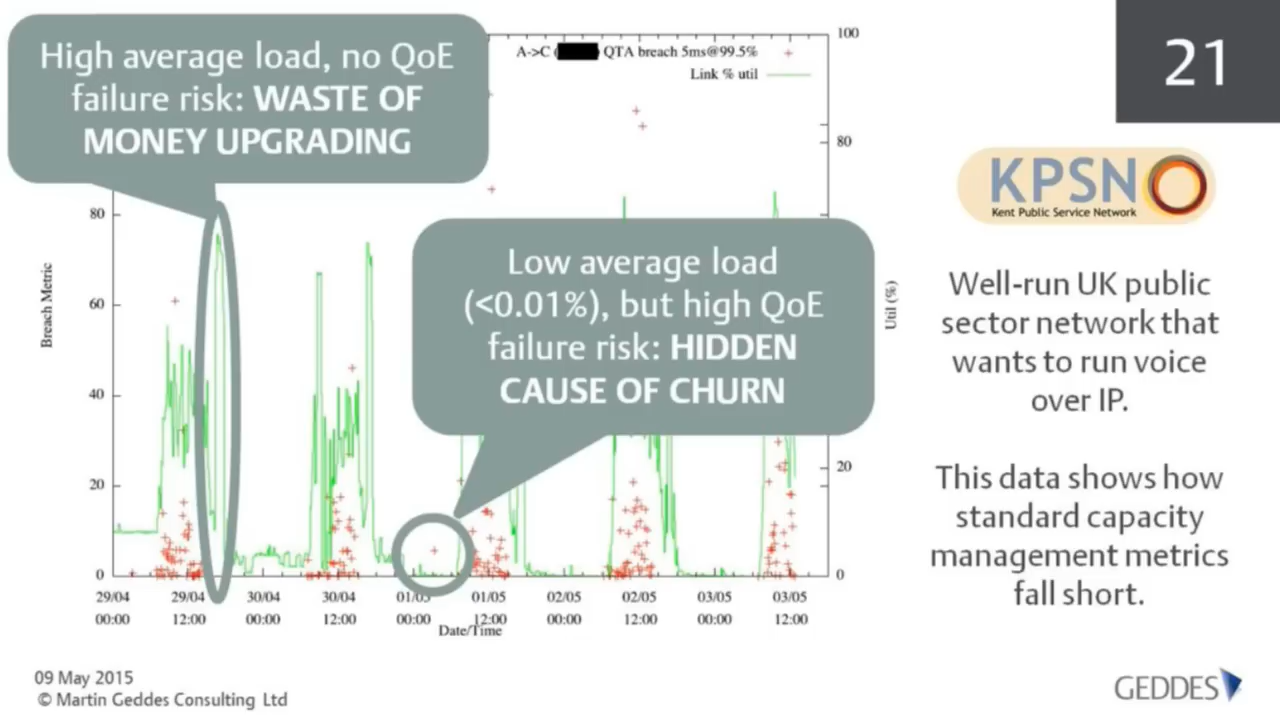 High average load, no QoE
failure risk: WASTE OF
MONEY UPGRADING
A->C ( ) QTA breach 5ms@99.5%
Link % util
100
80
20
0
Util (%)
80
60
40
20
0
Breach Metric
Low average load
(<0.01%), but high QoE
failure risk: HIDDEN
CAUSE OF CHURN
29/04 29/04 30/04 30/04 01/05 01/05 02/05 02/05 03/05 03/05
00:00 12:00 00:00 12:00 00:00 12:00 00:00 12:00 00:00 12:00
Date/Time
21
KPSN
Kent Public Service Network
Well-run UK public
sector network that
wants to run voice
over IP.
This data shows how
standard capacity
management metrics
fall short.
09 May 2015
© Martin Geddes Consulting Ltd
GEDDES